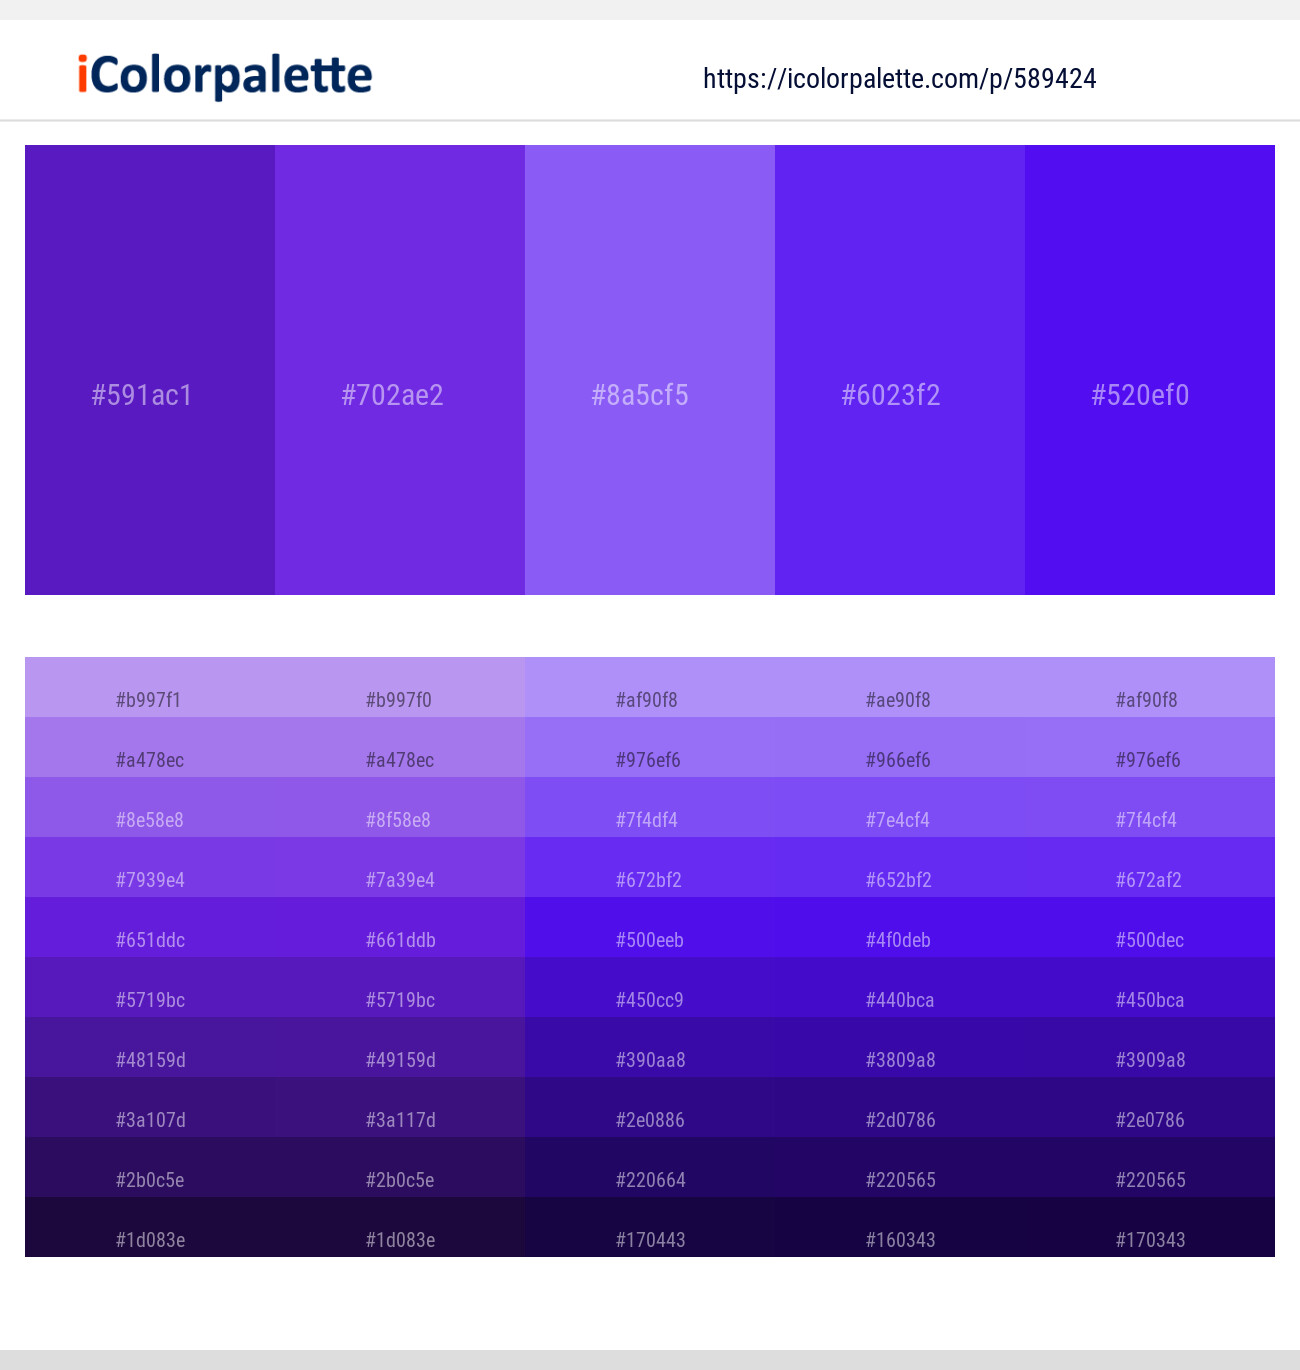 iColorpalette
https://icolorpalette.com/p/589424
#591ac1 #702ae2 #8a5cf5 #6023f2 #520ef0
#b997f1 #b997f0 #af90f8 #ae90f8 #af90f8
#a478ec #a478ec #976ef6 #966ef6 #976ef6
#8e58e8 #8f58e8 #7f4df4 #7e4cf4 #7f4cf4
#7939e4 #7a39e4 #672bf2 #652bf2 #672af2
#651ddc #661ddb #500eeb #4f0deb #500dec
#5719bc #5719bc #450cc9 #440bca #450bca
#48159d #49159d #390aa8 #3809a8 #3909a8
#3a107d #3a117d #2e0886 #2d0786 #2e0786
#2b0c5e #2b0c5e #220664 #220565 #220565
#1d083e #1d083e #170443 #160343 #170343